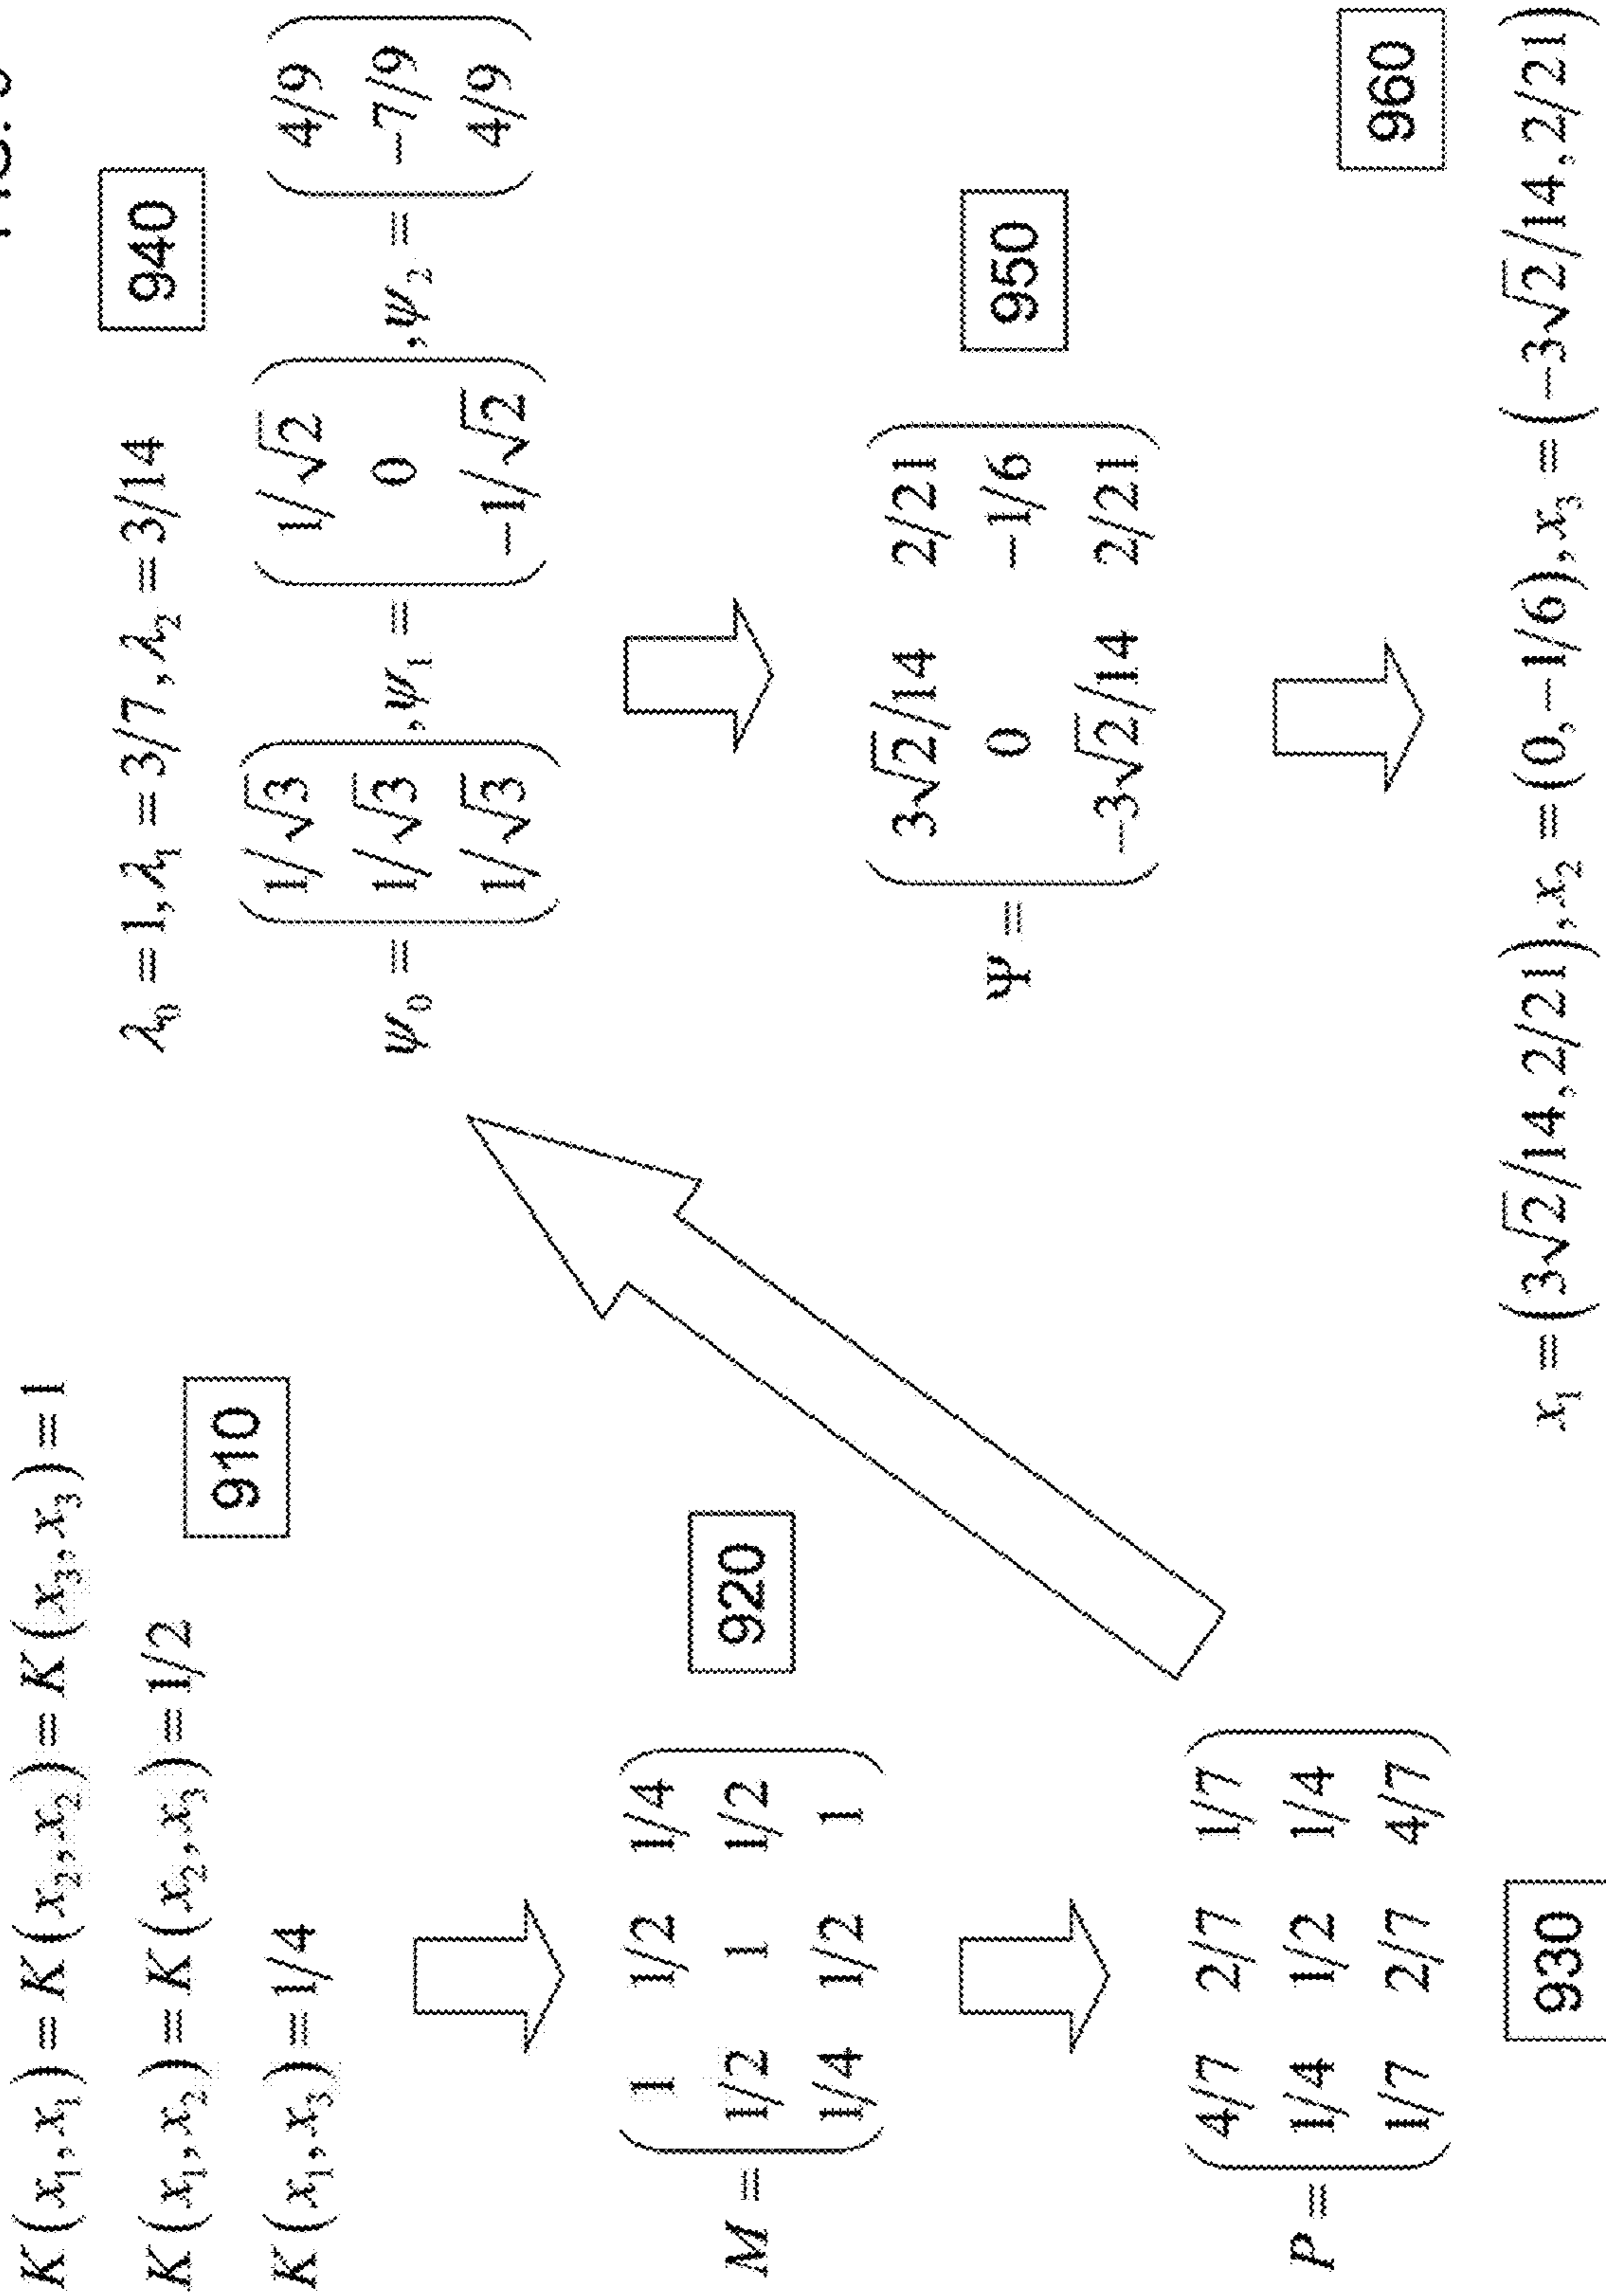 K(x₁,x₁) = K(x₂,x₂) = K(x₃,x₃) = 1
K(x₁,x₂) = K(x₂,x₃) = 1/2
K(x₁,x₃) = 1/4
910
M =
1 1/2 1/4
1/2 1 1/2
1/4 1/2 1
920
P =
4/7 2/7 1/7
1/4 1/2 1/4
1/7 2/7 4/7
930
940
λ₀ = 1, λ₁ = 3/7, λ₂ = 3/14
ψ₀ = (1/√3 1/√3 1/√3), ψ₁ = (1/√2 0 −1/√2), ψ₂ = (4/9 −7/9 4/9)
950
Ψ =
3√2/14 2/21
0 −1/6
−3√2/14 2/21
960
x₁ = (3√2/14, 2/21), x₂ = (0, −1/6), x₃ = (−3√2/14, 2/21)